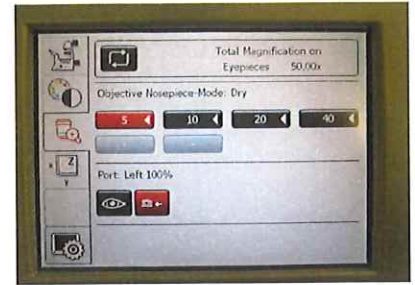 Total Magnification on
Eyepieces 50.00x
Objective Nosepiece-Mode: Dry
5 10 20 40
Port: Left 100%
Z
Y